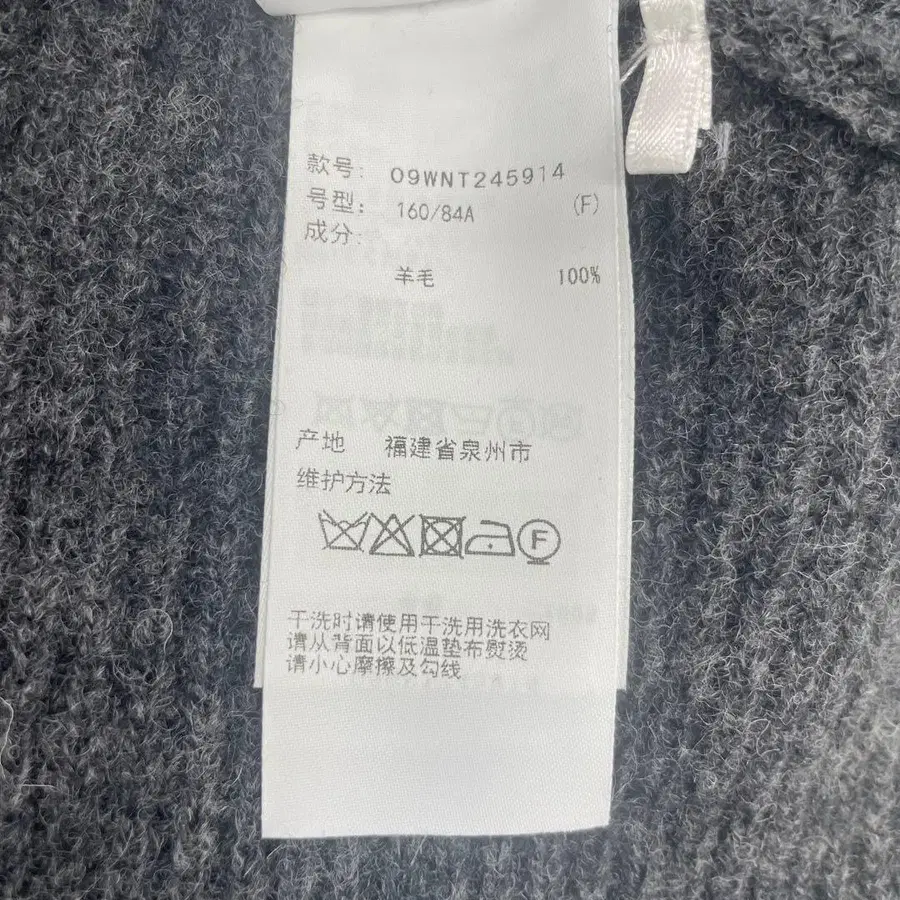 款号: 09WNT245914
号型: 160/84A (F)
成分:
羊毛 100%
产地 福建省泉州市
维护方法
F
干洗时请使用干洗用洗衣网
请从背面以低温垫布熨烫
请小心摩擦及勾线